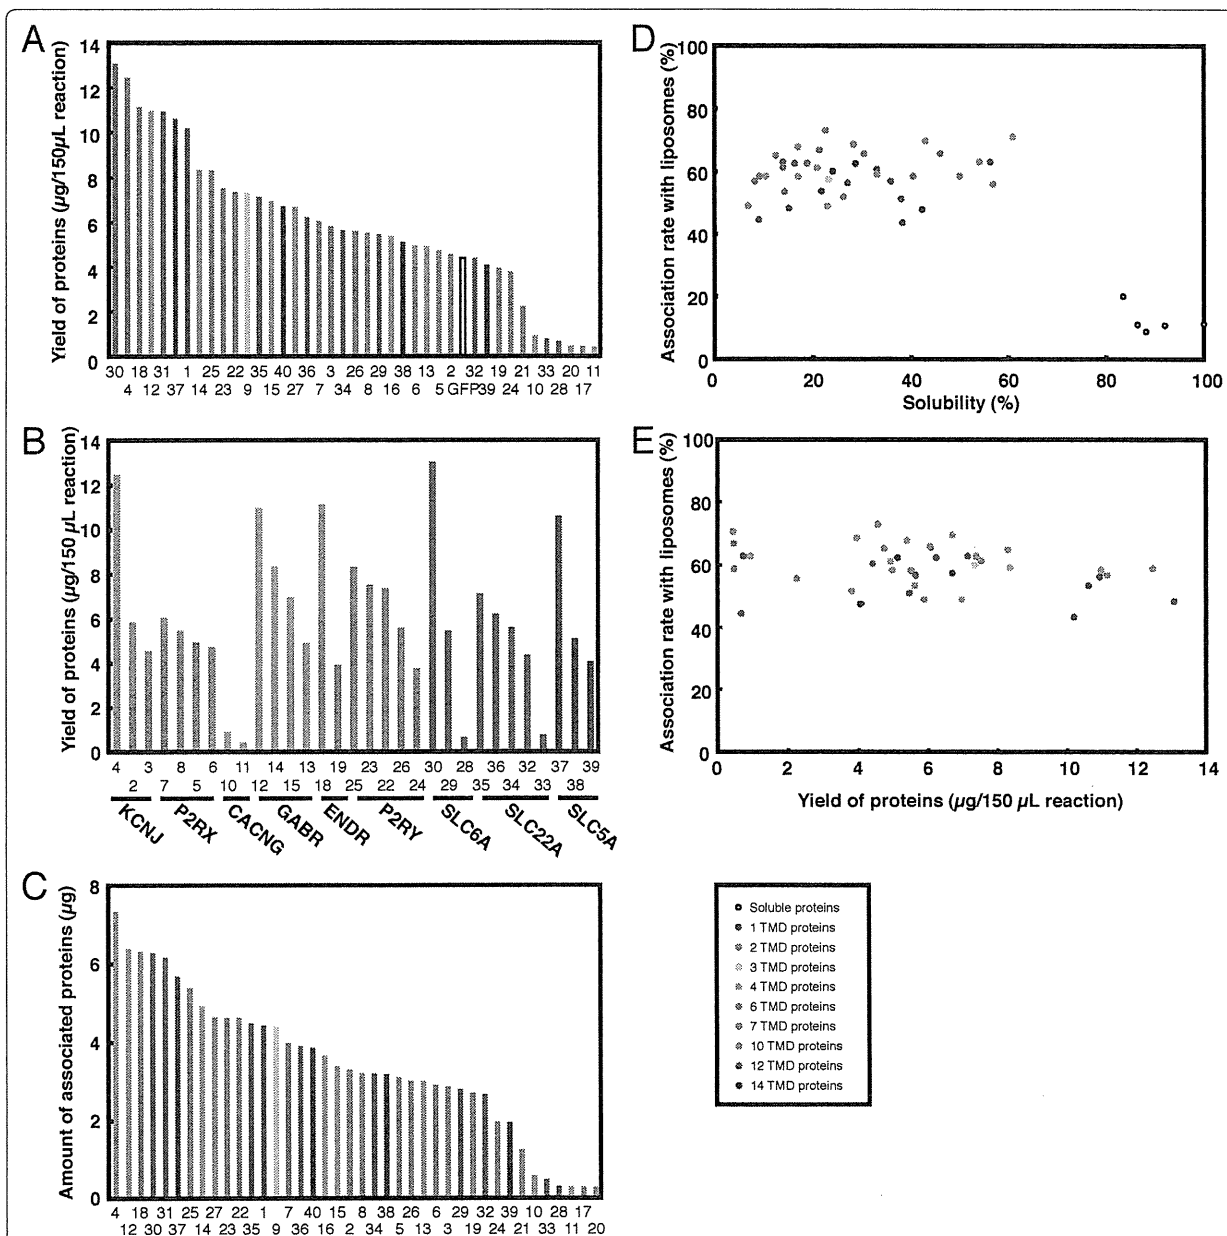 A
Yield of proteins (µg/150µL reaction)
14
12
10
8
6
4
2
0
30 18 31 1 25 22 35 40 36 3 26 29 38 13 2 32 19 21 33 20 11
4 12 37 14 23 9 15 27 7 34 8 16 6 5 GFP 39 24 10 28 17
B
Yield of proteins (µg/150 µL reaction)
14
12
10
8
6
4
2
0
4 3 8 6 11 14 13 19 23 26 30 28 36 32 37 39
2 7 5 10 12 15 18 25 22 24 29 35 34 33 38
KCNJ
P2RX
CACNG
GABR
ENDR
P2RY
SLC6A
SLC22A
SLC5A
C
Amount of associated proteins (µg)
8
6
4
2
0
4 18 31 25 27 22 1 7 40 15 8 38 26 6 29 32 39 10 28 17
12 30 37 14 23 35 9 36 16 2 34 5 13 3 19 24 21 33 11 20
D
Association rate with liposomes (%)
100
80
60
40
20
0
0 20 40 60 80 100
Solubility (%)
E
Association rate with liposomes (%)
100
80
60
40
60
0
0 2 4 6 8 10 12 14
Yield of proteins (µg/150 µL reaction)
Soluble proteins
1 TMD proteins
2 TMD proteins
3 TMD proteins
4 TMD proteins
6 TMD proteins
7 TMD proteins
10 TMD proteins
12 TMD proteins
14 TMD proteins